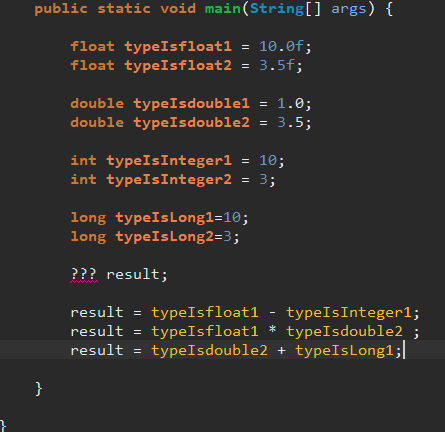 public static void main(String[] args) {
float typeIsfloat1 = 10.0f;
float typeIsfloat2 = 3.5f;
double typeIsdouble1 = 1.0;
double typeIsdouble2 = 3.5;
int typeIsInteger1 = 10;
int typeIsInteger2 = 3;
long typeIsLong1=10;
long typeIsLong2=3;
??? result;
result = typeIsfloat1 - typeIsInteger1;
result = typeIsfloat1 * typeIsdouble2 ;
result = typeIsdouble2 + typeIsLong1;
}
}